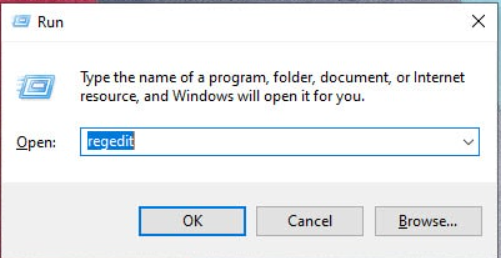 Run
Type the name of a program, folder, document, or Internet
resource, and Windows will open it for you.
Open:
regedit
OK
Cancel
Browse...